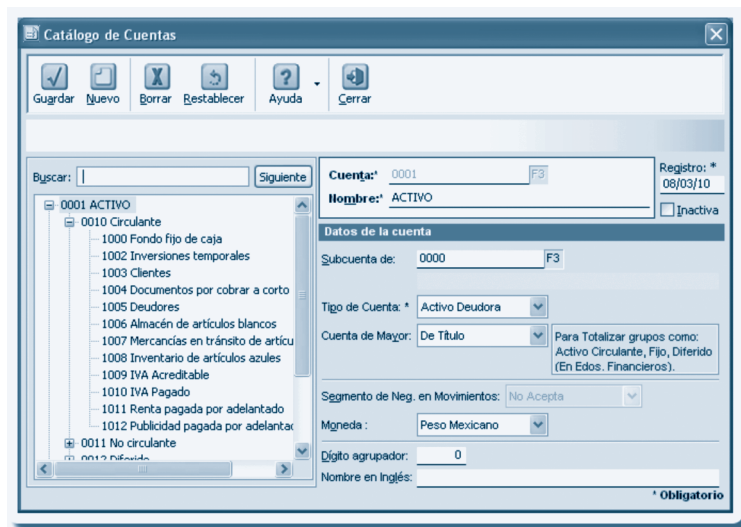 Catálogo de Cuentas
Guardar Nuevo Borrar Restablecer Ayuda Cerrar
Buscar: Siguiente
0001 ACTIVO
0010 Circulante
1000 Fondo fijo de caja
1002 Inversiones temporales
1003 Clientes
1004 Documentos por cobrar a corto
1005 Deudores
1006 Almacén de artículos blancos
1007 Mercancías en tránsito de artícu
1008 Inventario de artículos azules
1009 IVA Acreditable
1010 IVA Pagado
1011 Renta pagada por adelantado
1012 Publicidad pagada por adelantac
0011 No circulante
0012 Diferido
Cuenta:* 0001 F3
Nombre:* ACTIVO
Registro: *
08/03/10
Inactiva
Datos de la cuenta
Subcuenta de: 0000 F3
Tipo de Cuenta: * Activo Deudora
Cuenta de Mayor: De Título
Para Totalizar grupos como:
Activo Circulante, Fijo, Diferido
(En Edos. Financieros).
Segmento de Neg. en Movimientos: No Acepta
Moneda : Peso Mexicano
Dígito agrupador: 0
Nombre en Inglés:
* Obligatorio